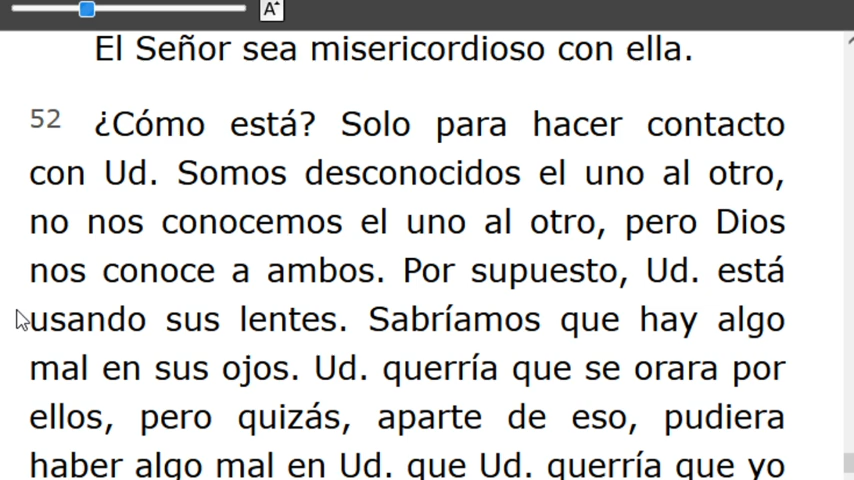 A
El Señor sea misericordioso con ella.
52 ¿Cómo está? Solo para hacer contacto
con Ud. Somos desconocidos el uno al otro,
no nos conocemos el uno al otro, pero Dios
nos conoce a ambos. Por supuesto, Ud. está
usando sus lentes. Sabríamos que hay algo
mal en sus ojos. Ud. querría que se orara por
ellos, pero quizás, aparte de eso, pudiera
haber algo mal en Ud. que Ud. querría que yo